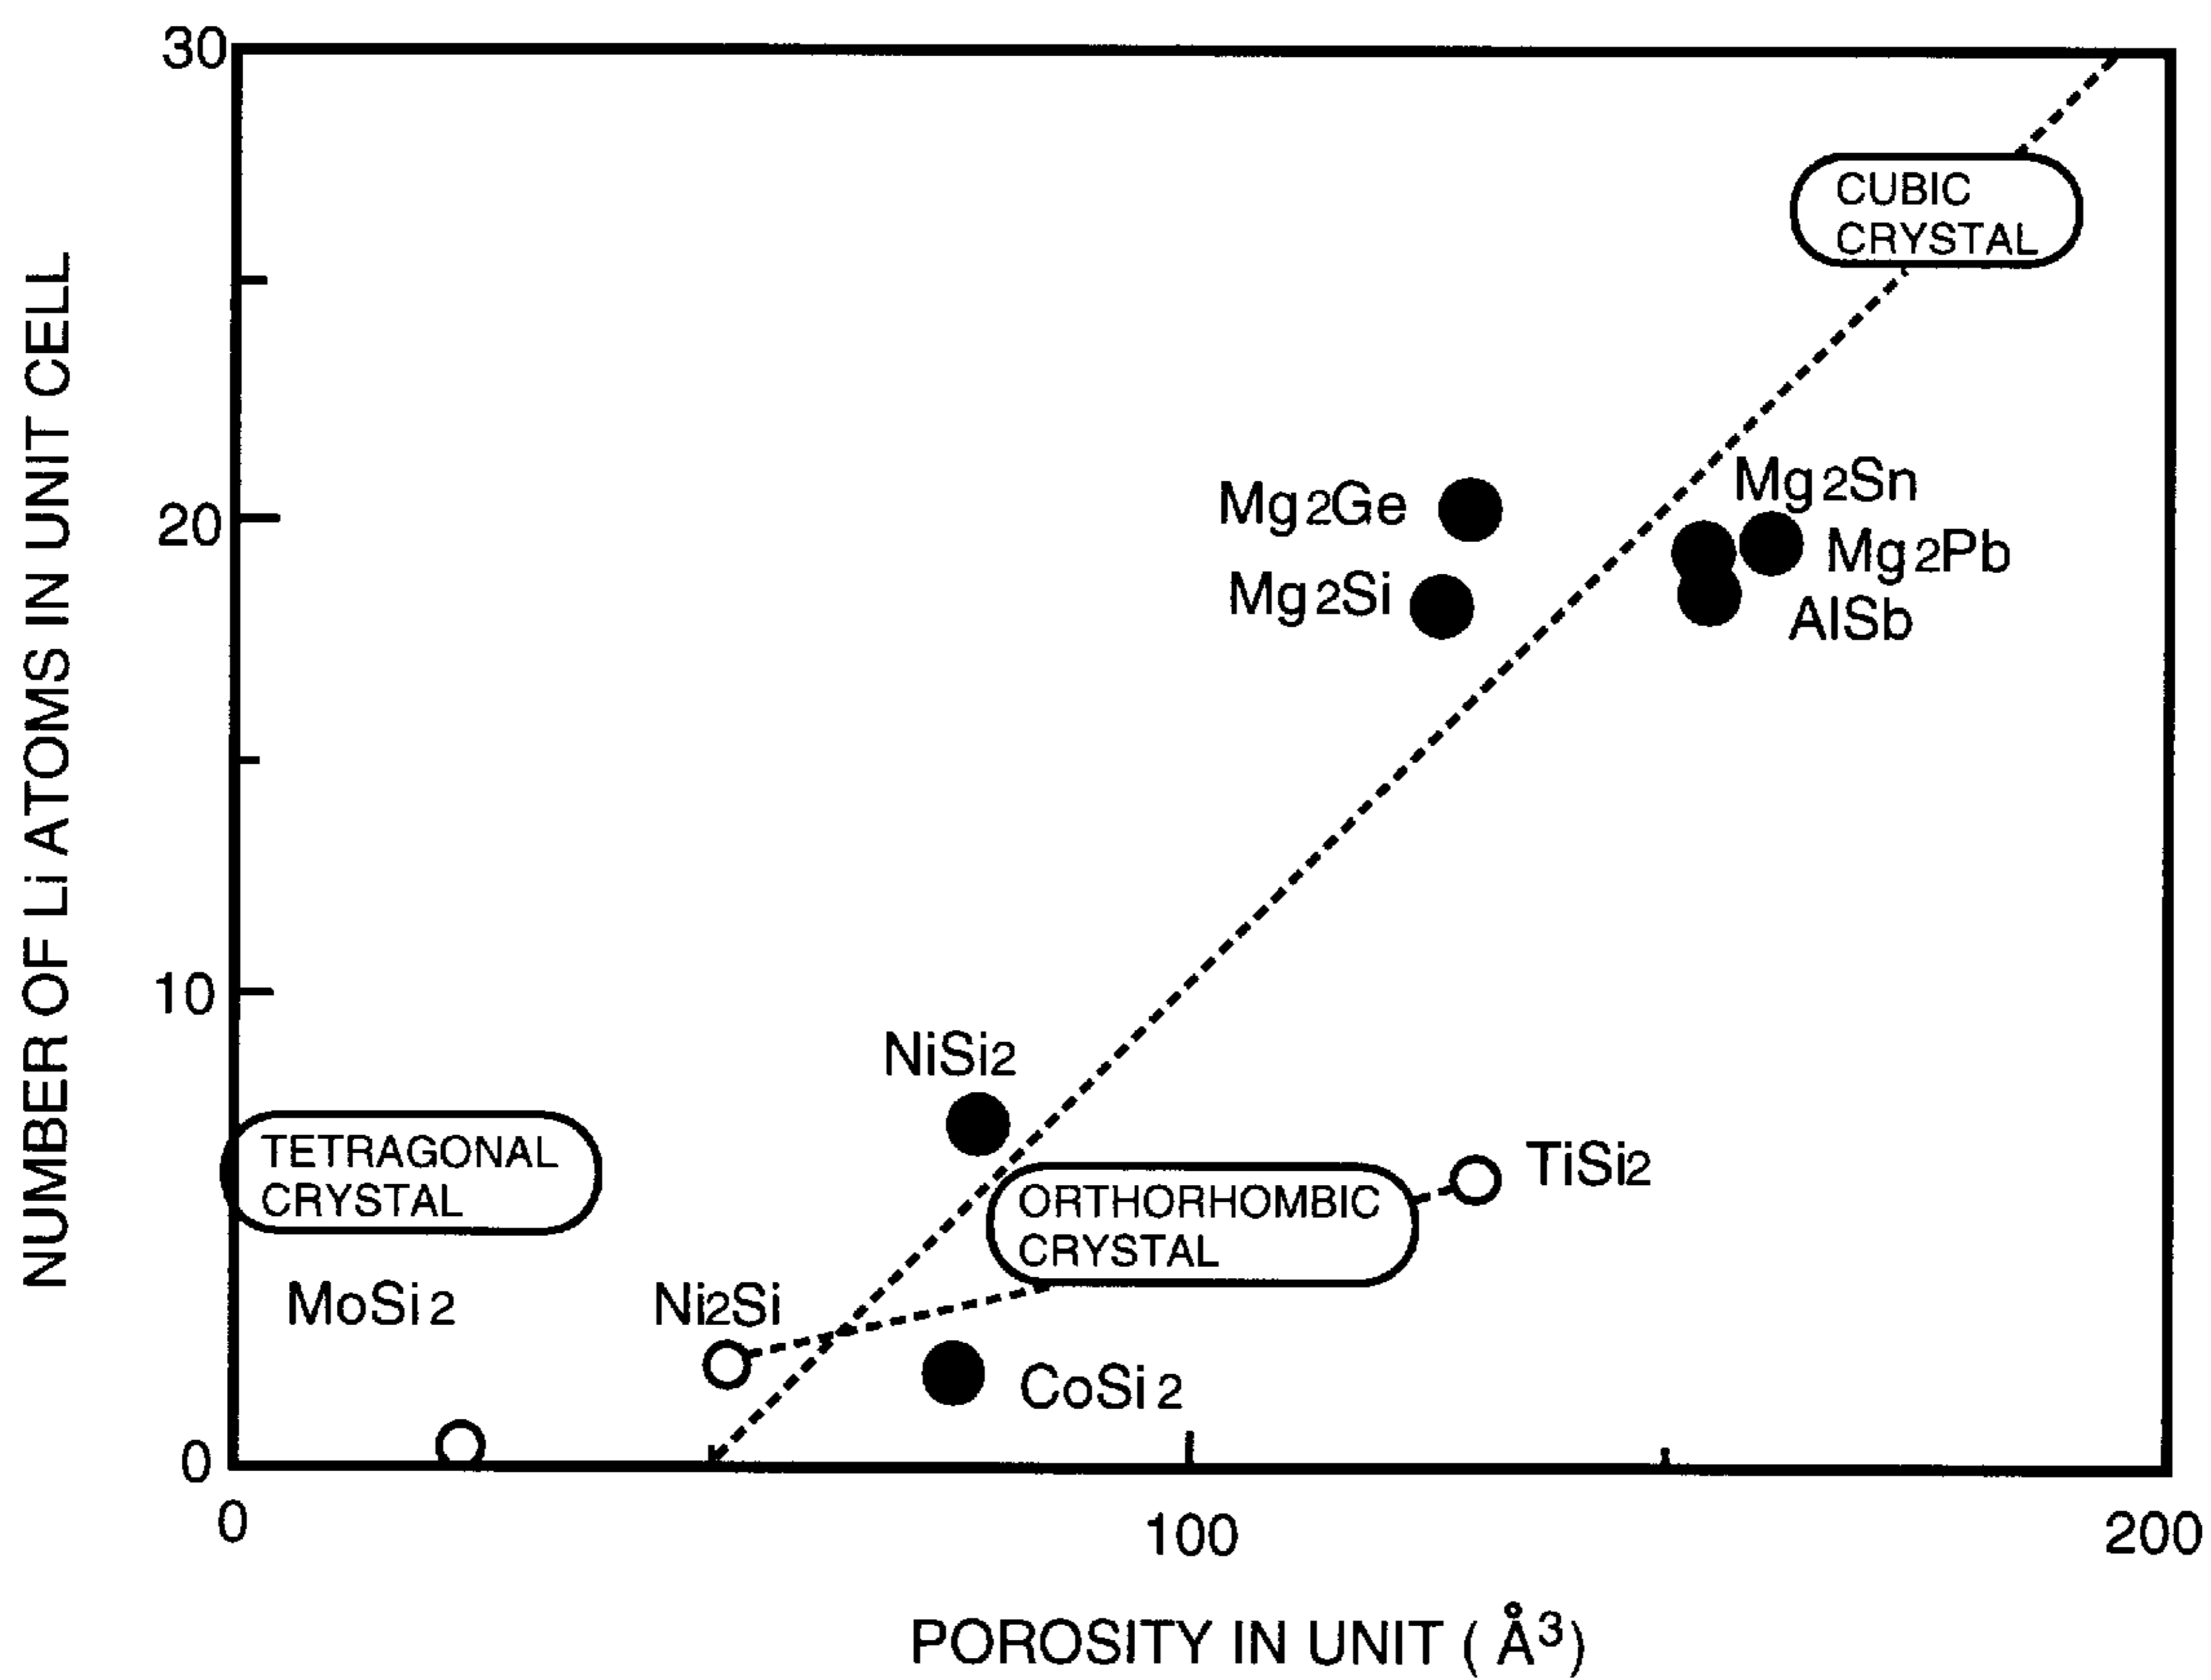 NUMBER OF Li ATOMS IN UNIT CELL
30
20
10
0
CUBIC
CRYSTAL
Mg2Sn
Mg2Ge
Mg2Pb
Mg2Si
AlSb
NiSi2
TETRAGONAL
CRYSTAL
TiSi2
ORTHORHOMBIC
CRYSTAL
MoSi2
Ni2Si
CoSi2
0
100
200
POROSITY IN UNIT ( Å3)